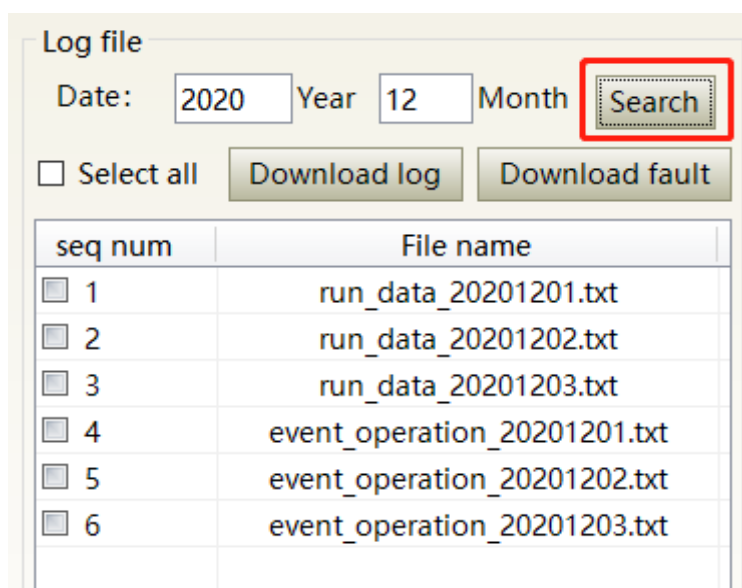 Log file
Date: 2020 Year 12 Month Search
Select all Download log Download fault
seq num File name
1 run_data_20201201.txt
2 run_data_20201202.txt
3 run_data_20201203.txt
4 event_operation_20201201.txt
5 event_operation_20201202.txt
6 event_operation_20201203.txt